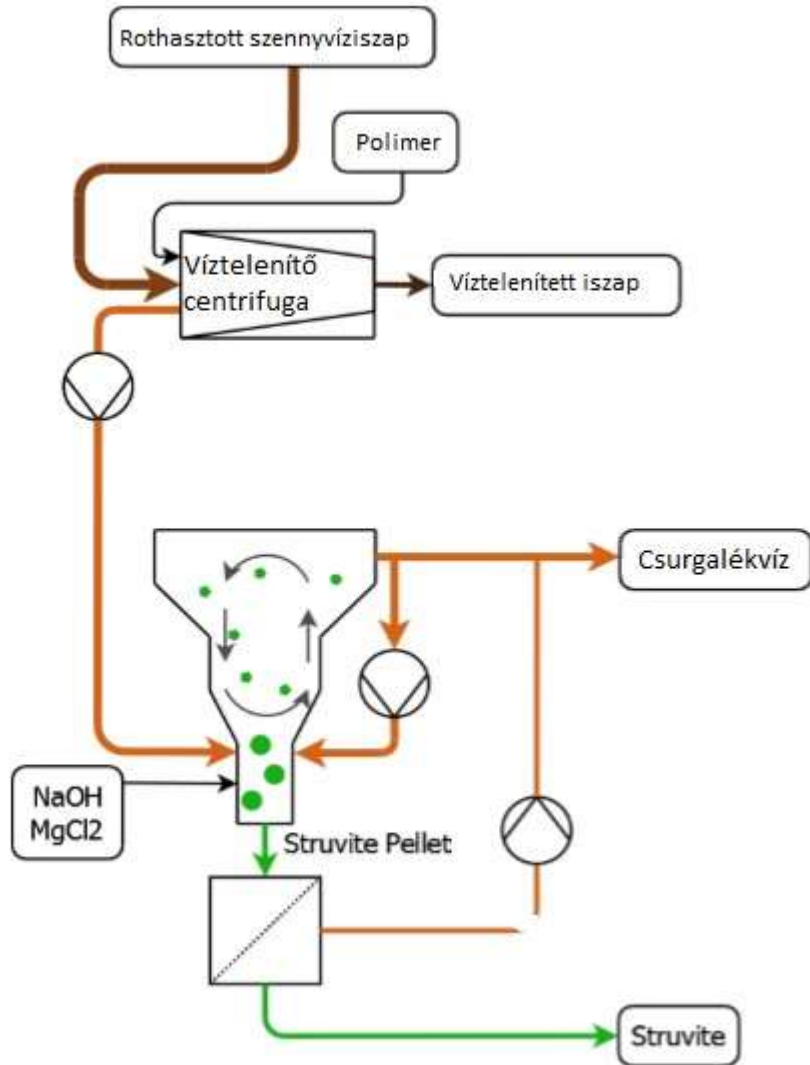 Rothasztott szennyvíziszap
Polimer
Víztelenítő
centrifuga
Víztelenített iszap
Csurgalékvíz
NaOH
MgCl2
Struvite Pellet
Struvite